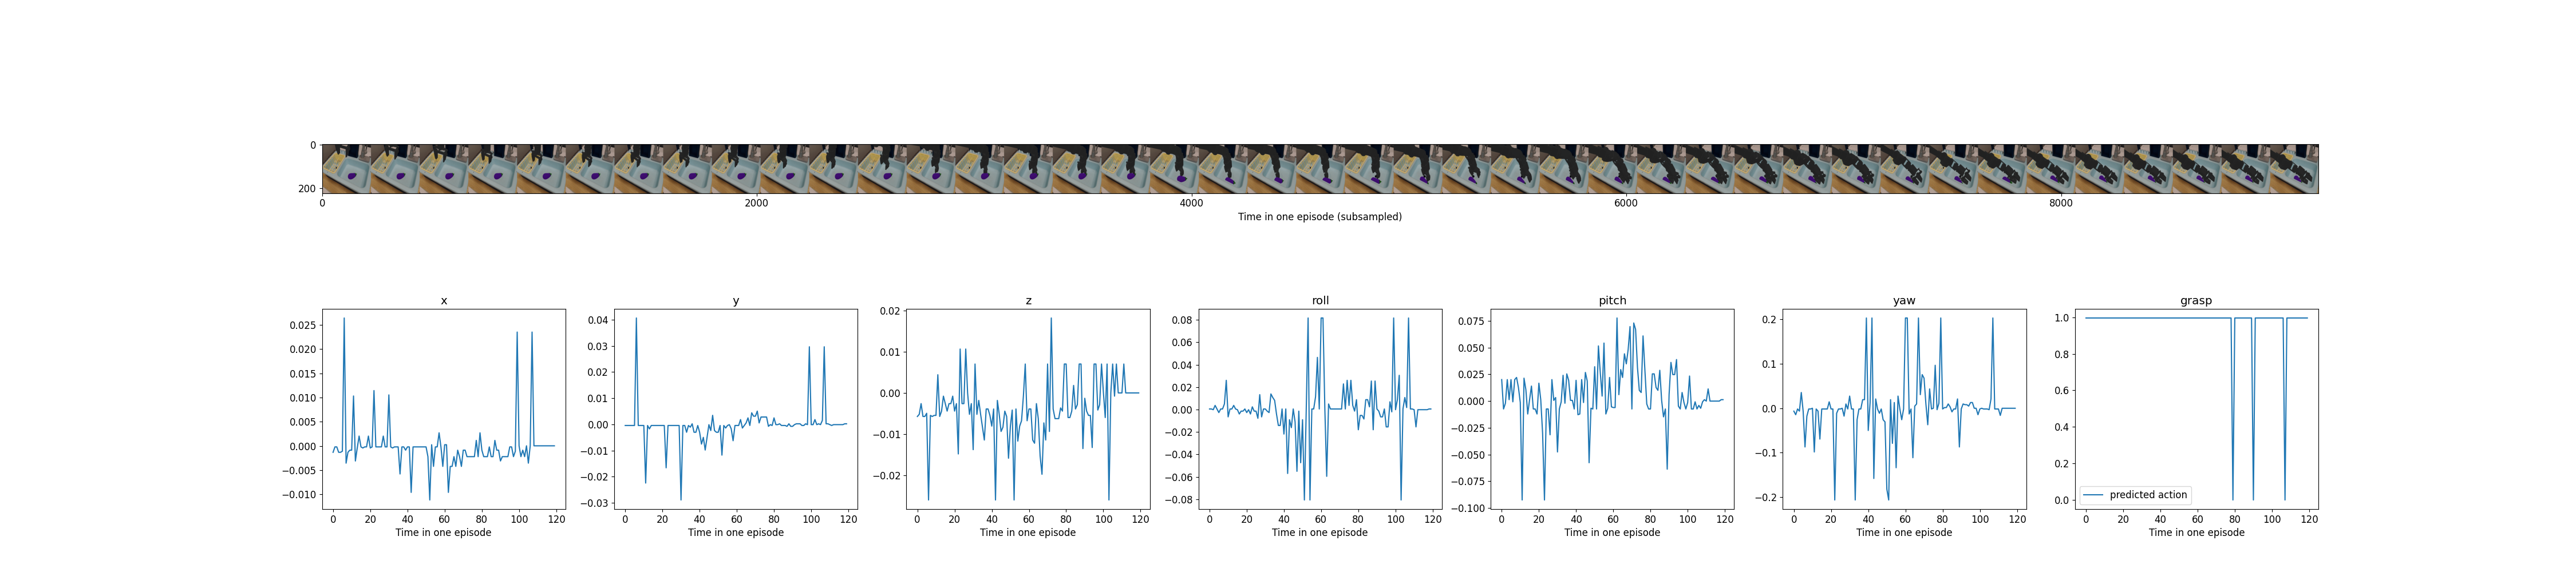 0
200
0 2000 4000 6000 8000
Time in one episode (subsampled)
x y z roll pitch yaw grasp
0.025
0.020
0.015
0.010
0.005
0.000
−0.005
−0.010
0 20 40 60 80 100 120
Time in one episode
0.04
0.03
0.02
0.01
0.00
−0.01
−0.02
−0.03
0 20 40 60 80 100 120
Time in one episode
0.02
0.01
0.00
−0.01
−0.02
0 20 40 60 80 100 120
Time in one episode
0.08
0.06
0.04
0.02
0.00
−0.02
−0.04
−0.06
−0.08
0 20 40 60 80 100 120
Time in one episode
0.075
0.050
0.025
0.000
−0.025
−0.050
−0.075
−0.100
0 20 40 60 80 100 120
Time in one episode
0.2
0.1
0.0
−0.1
−0.2
0 20 40 60 80 100 120
Time in one episode
1.0
0.8
0.6
0.4
0.2
0.0
predicted action
0 20 40 60 80 100 120
Time in one episode